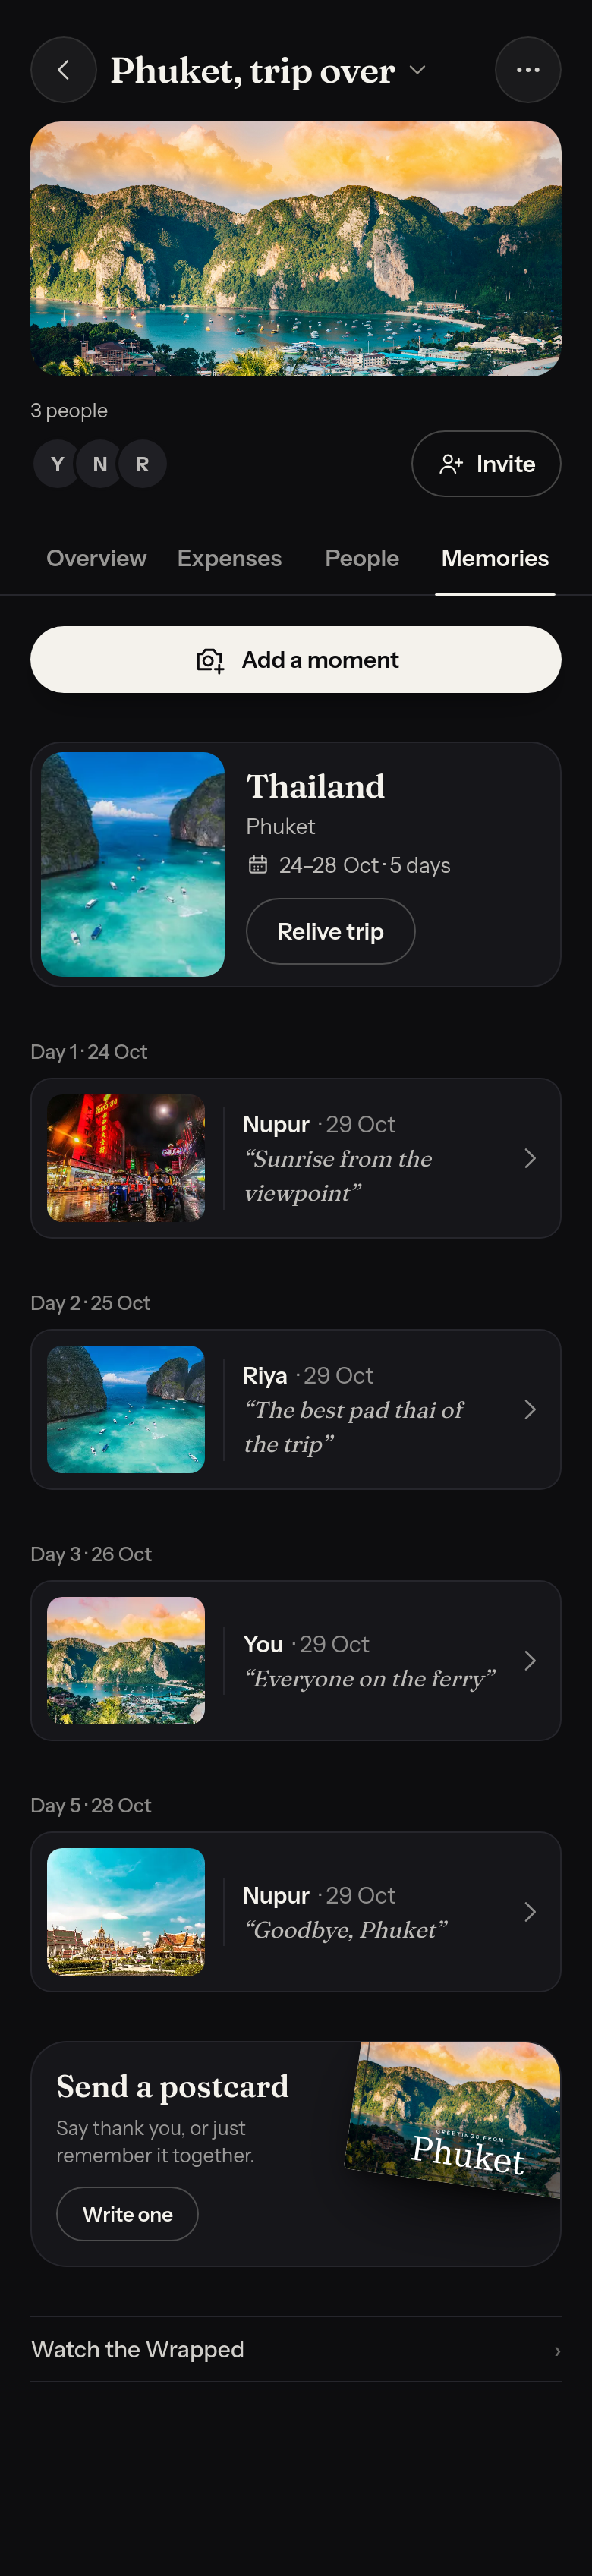 Phuket, trip over
3 people
Y N R
Invite
Overview Expenses People Memories
Add a moment
Thailand
Phuket
24–28 Oct · 5 days
Relive trip
Day 1 · 24 Oct
Nupur · 29 Oct
“Sunrise from the
viewpoint”
Day 2 · 25 Oct
Riya · 29 Oct
“The best pad thai of
the trip”
Day 3 · 26 Oct
You · 29 Oct
“Everyone on the ferry”
Day 5 · 28 Oct
Nupur · 29 Oct
“Goodbye, Phuket”
Send a postcard
Say thank you, or just
remember it together.
Write one
GREETINGS FROM
Phuket
Watch the Wrapped